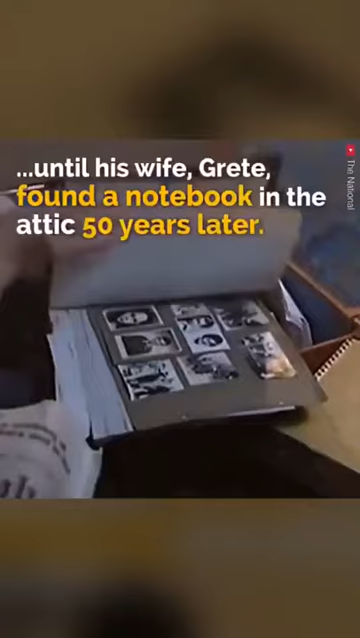 ...until his wife, Grete,
found a notebook in the
attic 50 years later.
The National